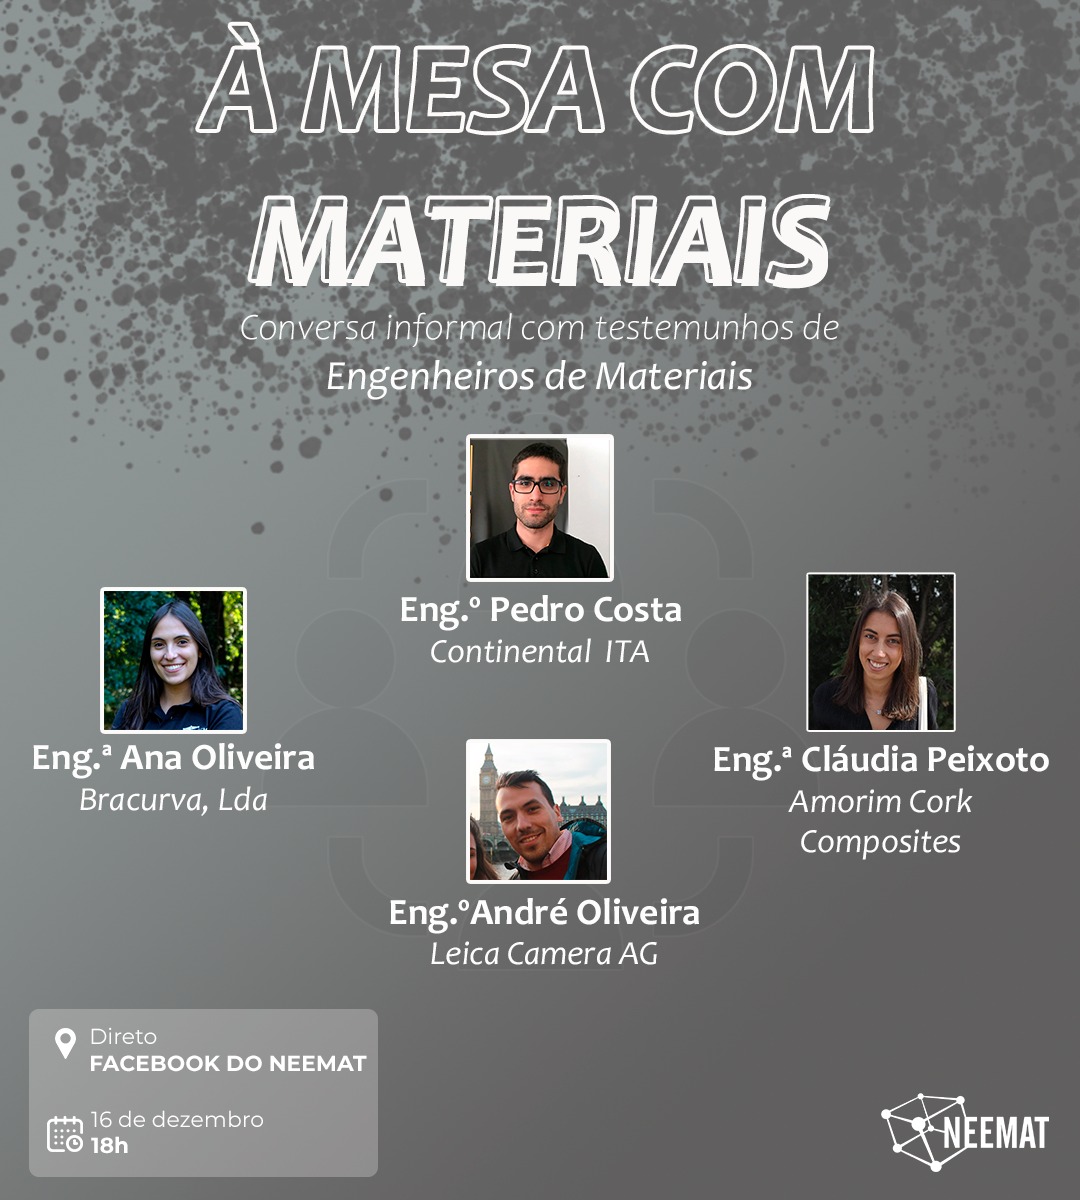 À MESA COM
MATERIAIS
Conversa informal com testemunhos de
Engenheiros de Materiais
Eng.º Pedro Costa
Continental ITA
Eng.ª Ana Oliveira
Bracurva, Lda
Eng.ª Cláudia Peixoto
Amorim Cork
Composites
Eng.ºAndré Oliveira
Leica Camera AG
Direto
FACEBOOK DO NEEMAT
16 de dezembro
18h
NEEMAT